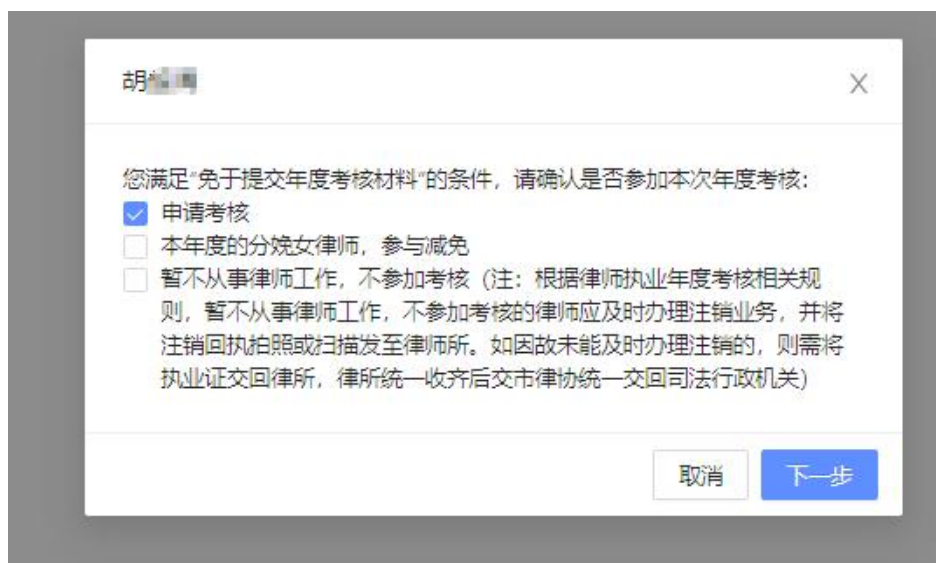 胡
您满足“免于提交年度考核材料”的条件，请确认是否参加本次年度考核：
申请考核
本年度的分娩女律师，参与减免
暂不从事律师工作，不参加考核（注：根据律师执业年度考核相关规
则，暂不从事律师工作，不参加考核的律师应及时办理注销业务，并将
注销回执拍照或扫描发至律师所。如因故未能及时办理注销的，则需将
执业证交回律所，律所统一收齐后交市律协统一交回司法行政机关）
取消
下一步